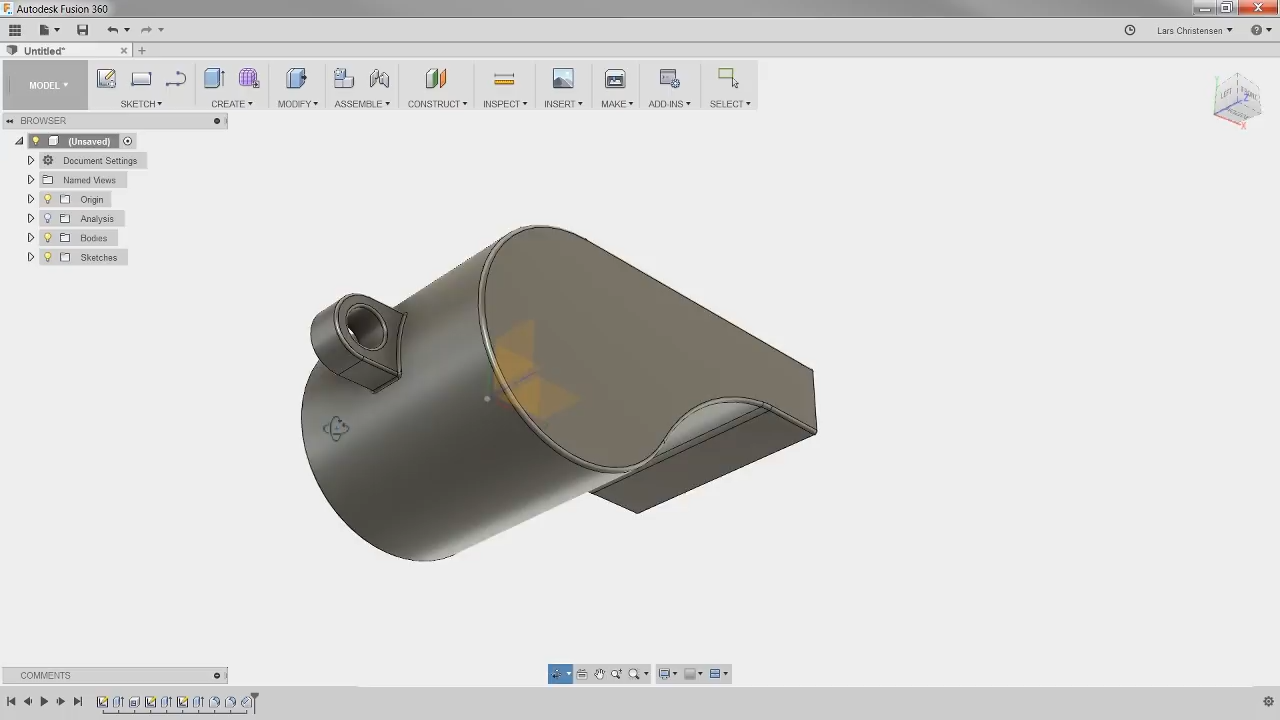 Autodesk Fusion 360
Lars Christensen
Untitled*
MODEL
SKETCH
CREATE
MODIFY
ASSEMBLE
CONSTRUCT
INSPECT
INSERT
MAKE
ADD-INS
SELECT
BROWSER
(Unsaved)
Document Settings
Named Views
Origin
Analysis
Bodies
Sketches
LEFT
Y
Z
X
COMMENTS